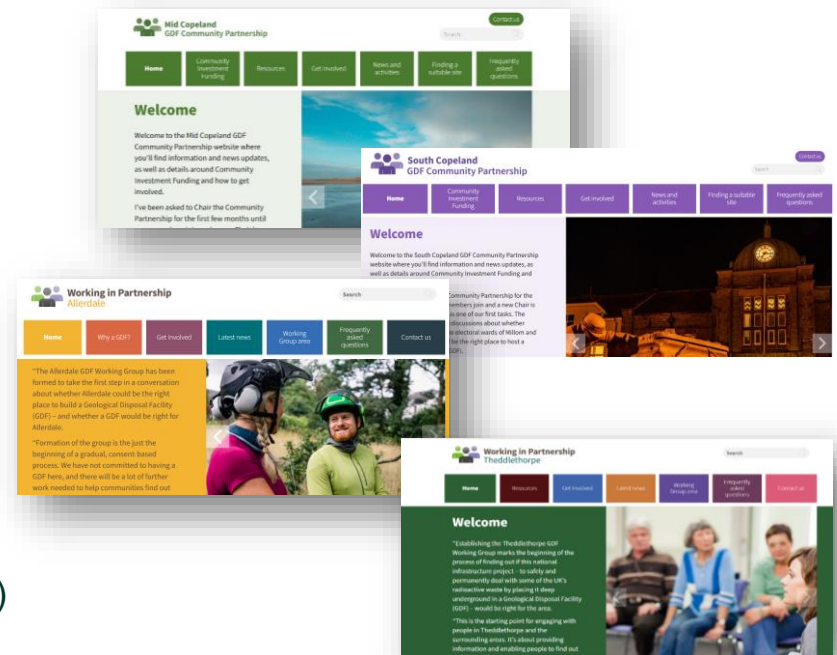 Mid Copeland
GDF Community Partnership
Contact us
Search
Home
Community
Investment
Funding
Resources
Get involved
News and
activities
Finding a
suitable site
Frequently
asked
questions
Welcome
Welcome to the Mid Copeland GDF
Community Partnership website where
you'll find information and news updates,
as well as details around Community
Investment Funding and how to get
involved.
I've been asked to Chair the Community
Partnership for the first few months until
South Copeland
GDF Community Partnership
Contact us
Search
Home
Community
Investment
Funding
Resources
Get involved
News and
activities
Finding a suitable
site
Frequently asked
questions
Welcome
Welcome to the South Copeland GDF Community Partnership
website where you'll find information and news updates, as
well as details around Community Investment Funding and
Community Partnership for the
members join and a new Chair is
is one of our first tasks. The
discussions about whether
electoral wards of Millom and
be the right place to host a
GDF).
Working in Partnership
Allerdale
Search
Home
Why a GDF?
Get Involved
Latest news
Working
Group area
Frequently
asked
questions
Contact us
"The Allerdale GDF Working Group has been
formed to take the first step in a conversation
about whether Allerdale could be the right
place to build a Geological Disposal Facility
(GDF) – and whether a GDF would be right for
Allerdale.
"Formation of the group is just the
beginning of a gradual, consent-based
process. We have not committed to having a
GDF here, and there will be a lot of further
work needed to help communities find out
Working in Partnership
Theddlethorpe
Search
Home
Resources
Get Involved
Latest news
Working
Group area
Frequently
asked
questions
Contact us
Welcome
"Establishing the Theddlethorpe GDF
Working Group marks the beginning of the
process of finding out if this national
infrastructure project – to safely and
permanently deal with some of the UK's
radioactive waste by placing it deep
underground in a Geological Disposal Facility
(GDF) – would be right for the area.
"This is the starting point for engaging with
people in Theddlethorpe and the
surrounding areas. It's about providing
information and enabling people to find out
)